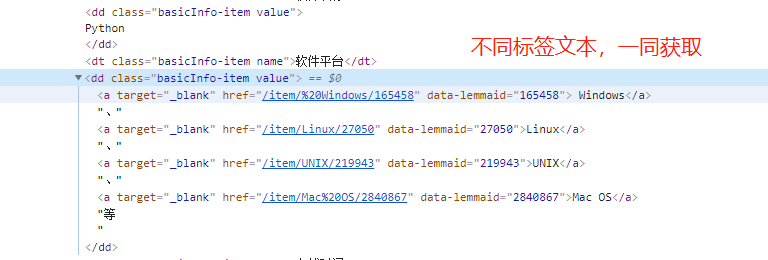 <dd class="basicInfo-item value">
Python
</dd>
不同标签文本，一同获取
<dt class="basicInfo-item name">软件平台</dt>
<dd class="basicInfo-item value"> == $0
<a target="_blank" href="/item/%20Windows/165458" data-lemmaid="165458"> Windows</a>
"、"
<a target="_blank" href="/item/Linux/27050" data-lemmaid="27050">Linux</a>
"、"
<a target="_blank" href="/item/UNIX/219943" data-lemmaid="219943">UNIX</a>
"、"
<a target="_blank" href="/item/Mac%20OS/2840867" data-lemmaid="2840867">Mac OS</a>
"等
"
</dd>